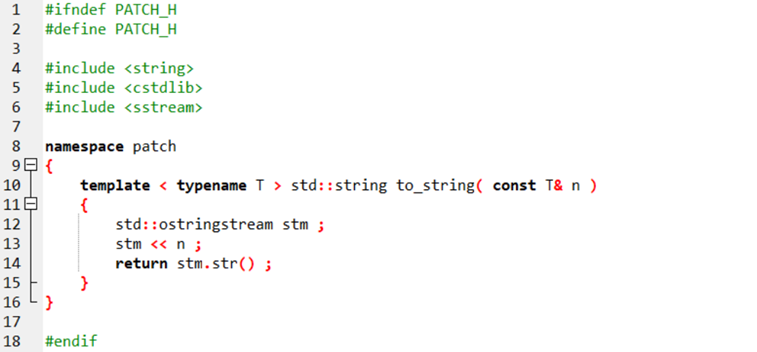 1 #ifndef PATCH_H
2 #define PATCH_H
3
4 #include <string>
5 #include <cstdlib>
6 #include <sstream>
7
8 namespace patch
9 {
10 template < typename T > std::string to_string( const T& n )
11 {
12 std::ostringstream stm ;
13 stm << n ;
14 return stm.str() ;
15 }
16 }
17
18 #endif